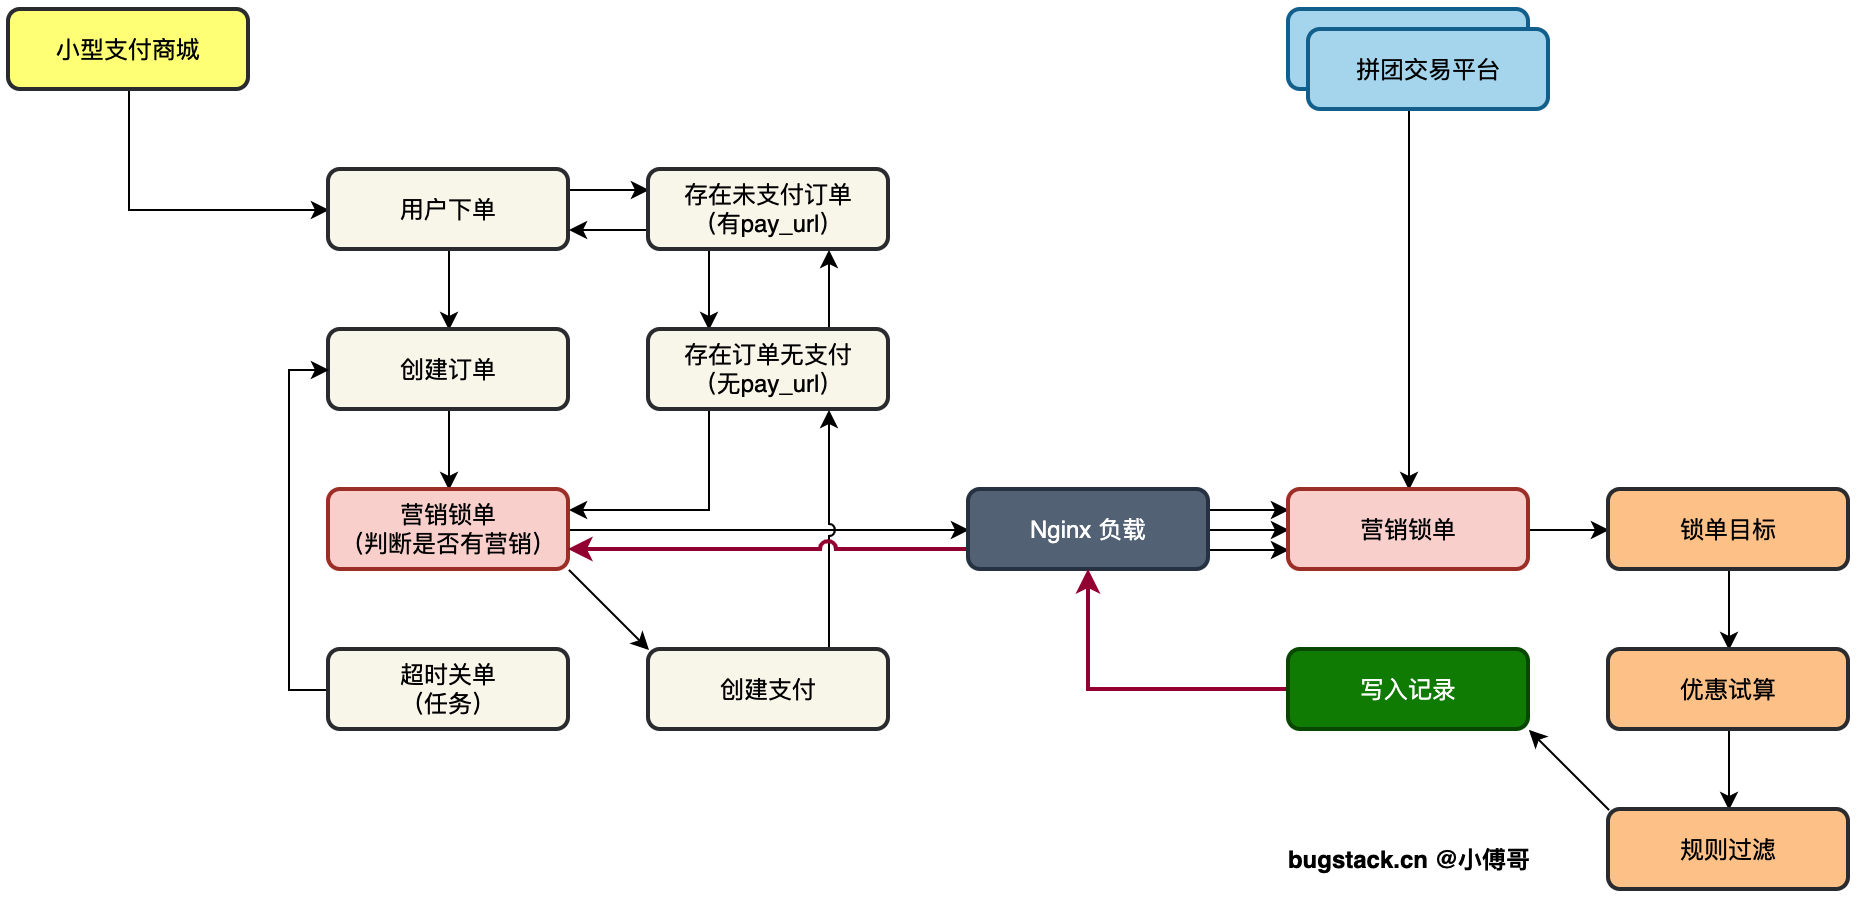 小型支付商城
拼团交易平台
用户下单
存在未支付订单
（有pay_url）
创建订单
存在订单无支付
（无pay_url）
营销锁单
（判断是否有营销）
Nginx 负载
营销锁单
锁单目标
超时关单
（任务）
创建支付
写入记录
优惠试算
规则过滤
bugstack.cn @小傅哥